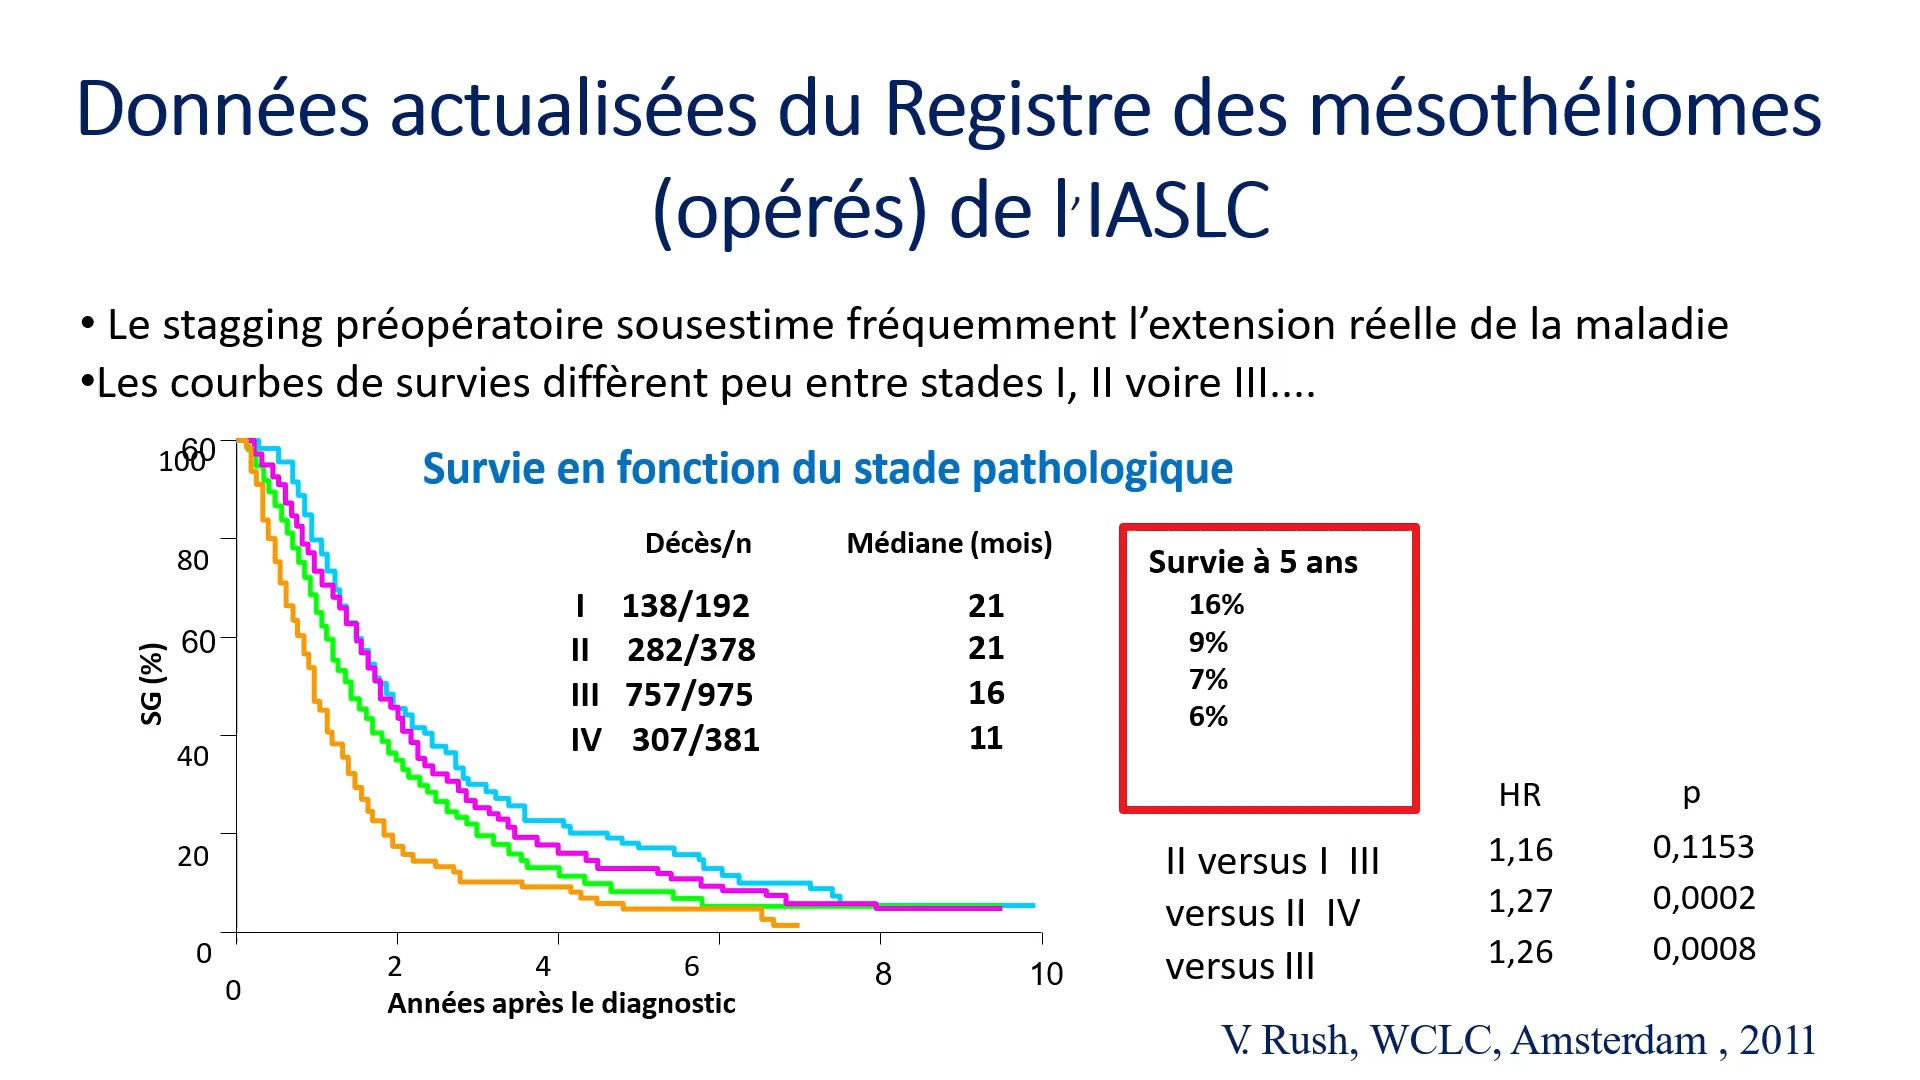 Données actualisées du Registre des mésothéliomes
(opérés) de l’IASLC
• Le stagging préopératoire sousestime fréquemment l’extension réelle de la maladie
•Les courbes de survies diffèrent peu entre stades I, II voire III....
Survie en fonction du stade pathologique
60
100
80
60
40
20
0
SG (%)
0 2 4 6 8 10
Années après le diagnostic
Décès/n Médiane (mois) Survie à 5 ans
I 138/192 21 16%
II 282/378 21 9%
III 757/975 16 7%
IV 307/381 11 6%
HR p
II versus I III 1,16 0,1153
versus II IV 1,27 0,0002
versus III 1,26 0,0008
V. Rush, WCLC, Amsterdam , 2011